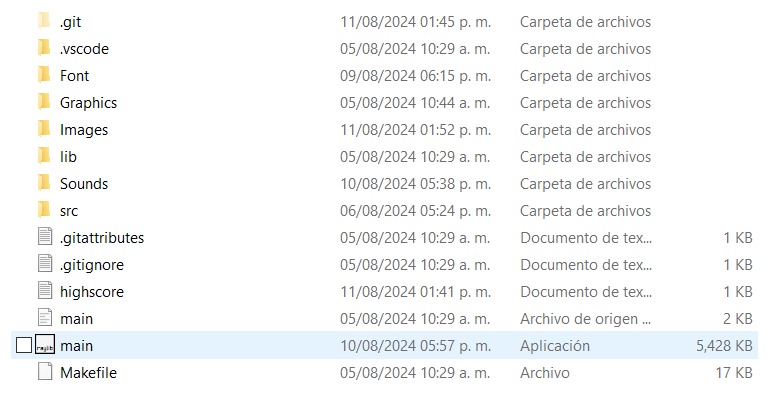 .git 11/08/2024 01:45 p. m. Carpeta de archivos
.vscode 05/08/2024 10:29 a. m. Carpeta de archivos
Font 09/08/2024 06:15 p. m. Carpeta de archivos
Graphics 05/08/2024 10:44 a. m. Carpeta de archivos
Images 11/08/2024 01:52 p. m. Carpeta de archivos
lib 05/08/2024 10:29 a. m. Carpeta de archivos
Sounds 10/08/2024 05:38 p. m. Carpeta de archivos
src 06/08/2024 05:24 p. m. Carpeta de archivos
.gitattributes 05/08/2024 10:29 a. m. Documento de tex... 1 KB
.gitignore 05/08/2024 10:29 a. m. Documento de tex... 1 KB
highscore 11/08/2024 01:41 p. m. Documento de tex... 1 KB
main 05/08/2024 10:29 a. m. Archivo de origen ... 2 KB
raylib main 10/08/2024 05:57 p. m. Aplicación 5,428 KB
Makefile 05/08/2024 10:29 a. m. Archivo 17 KB